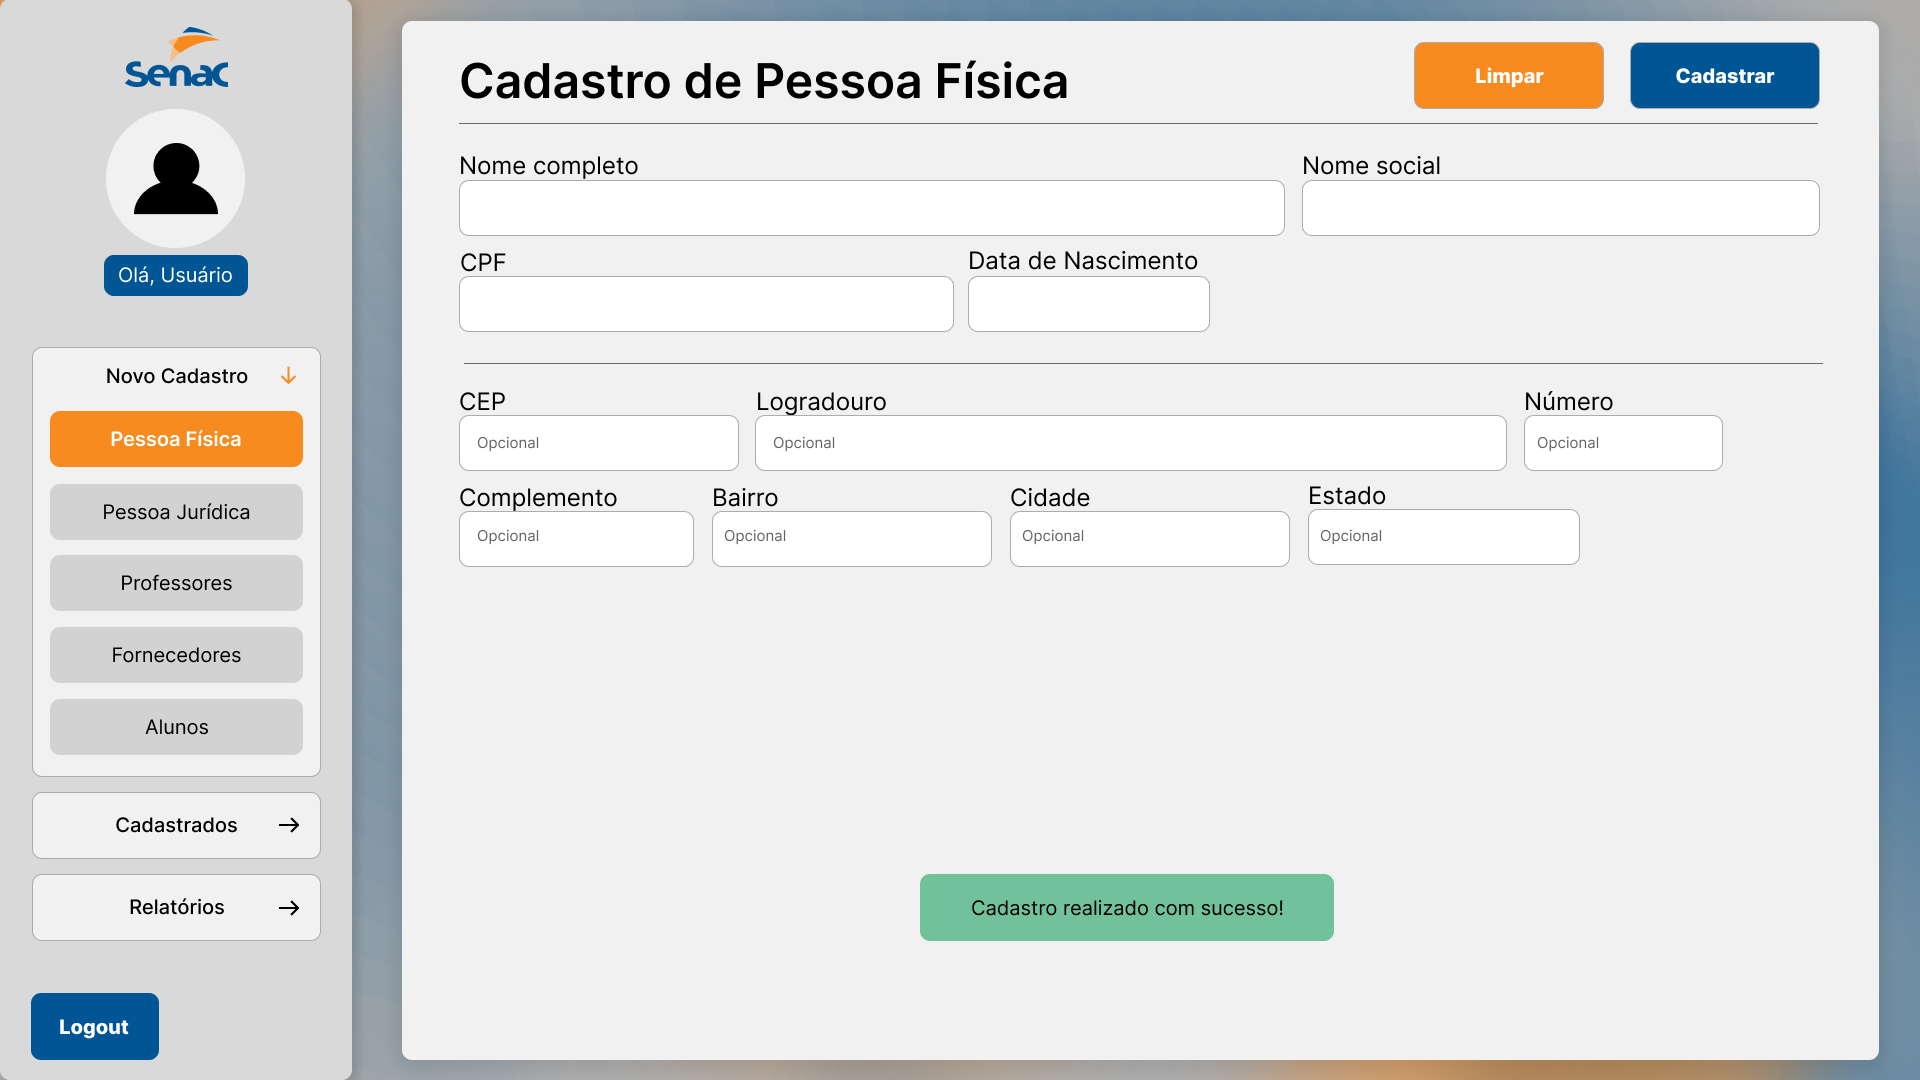 Senac
Olá, Usuário
Novo Cadastro
Pessoa Física
Pessoa Jurídica
Professores
Fornecedores
Alunos
Cadastrados
Relatórios
Logout
Cadastro de Pessoa Física
Limpar
Cadastrar
Nome completo
Nome social
CPF
Data de Nascimento
CEP
Logradouro
Número
Opcional
Opcional
Opcional
Complemento
Bairro
Cidade
Estado
Opcional
Opcional
Opcional
Opcional
Cadastro realizado com sucesso!